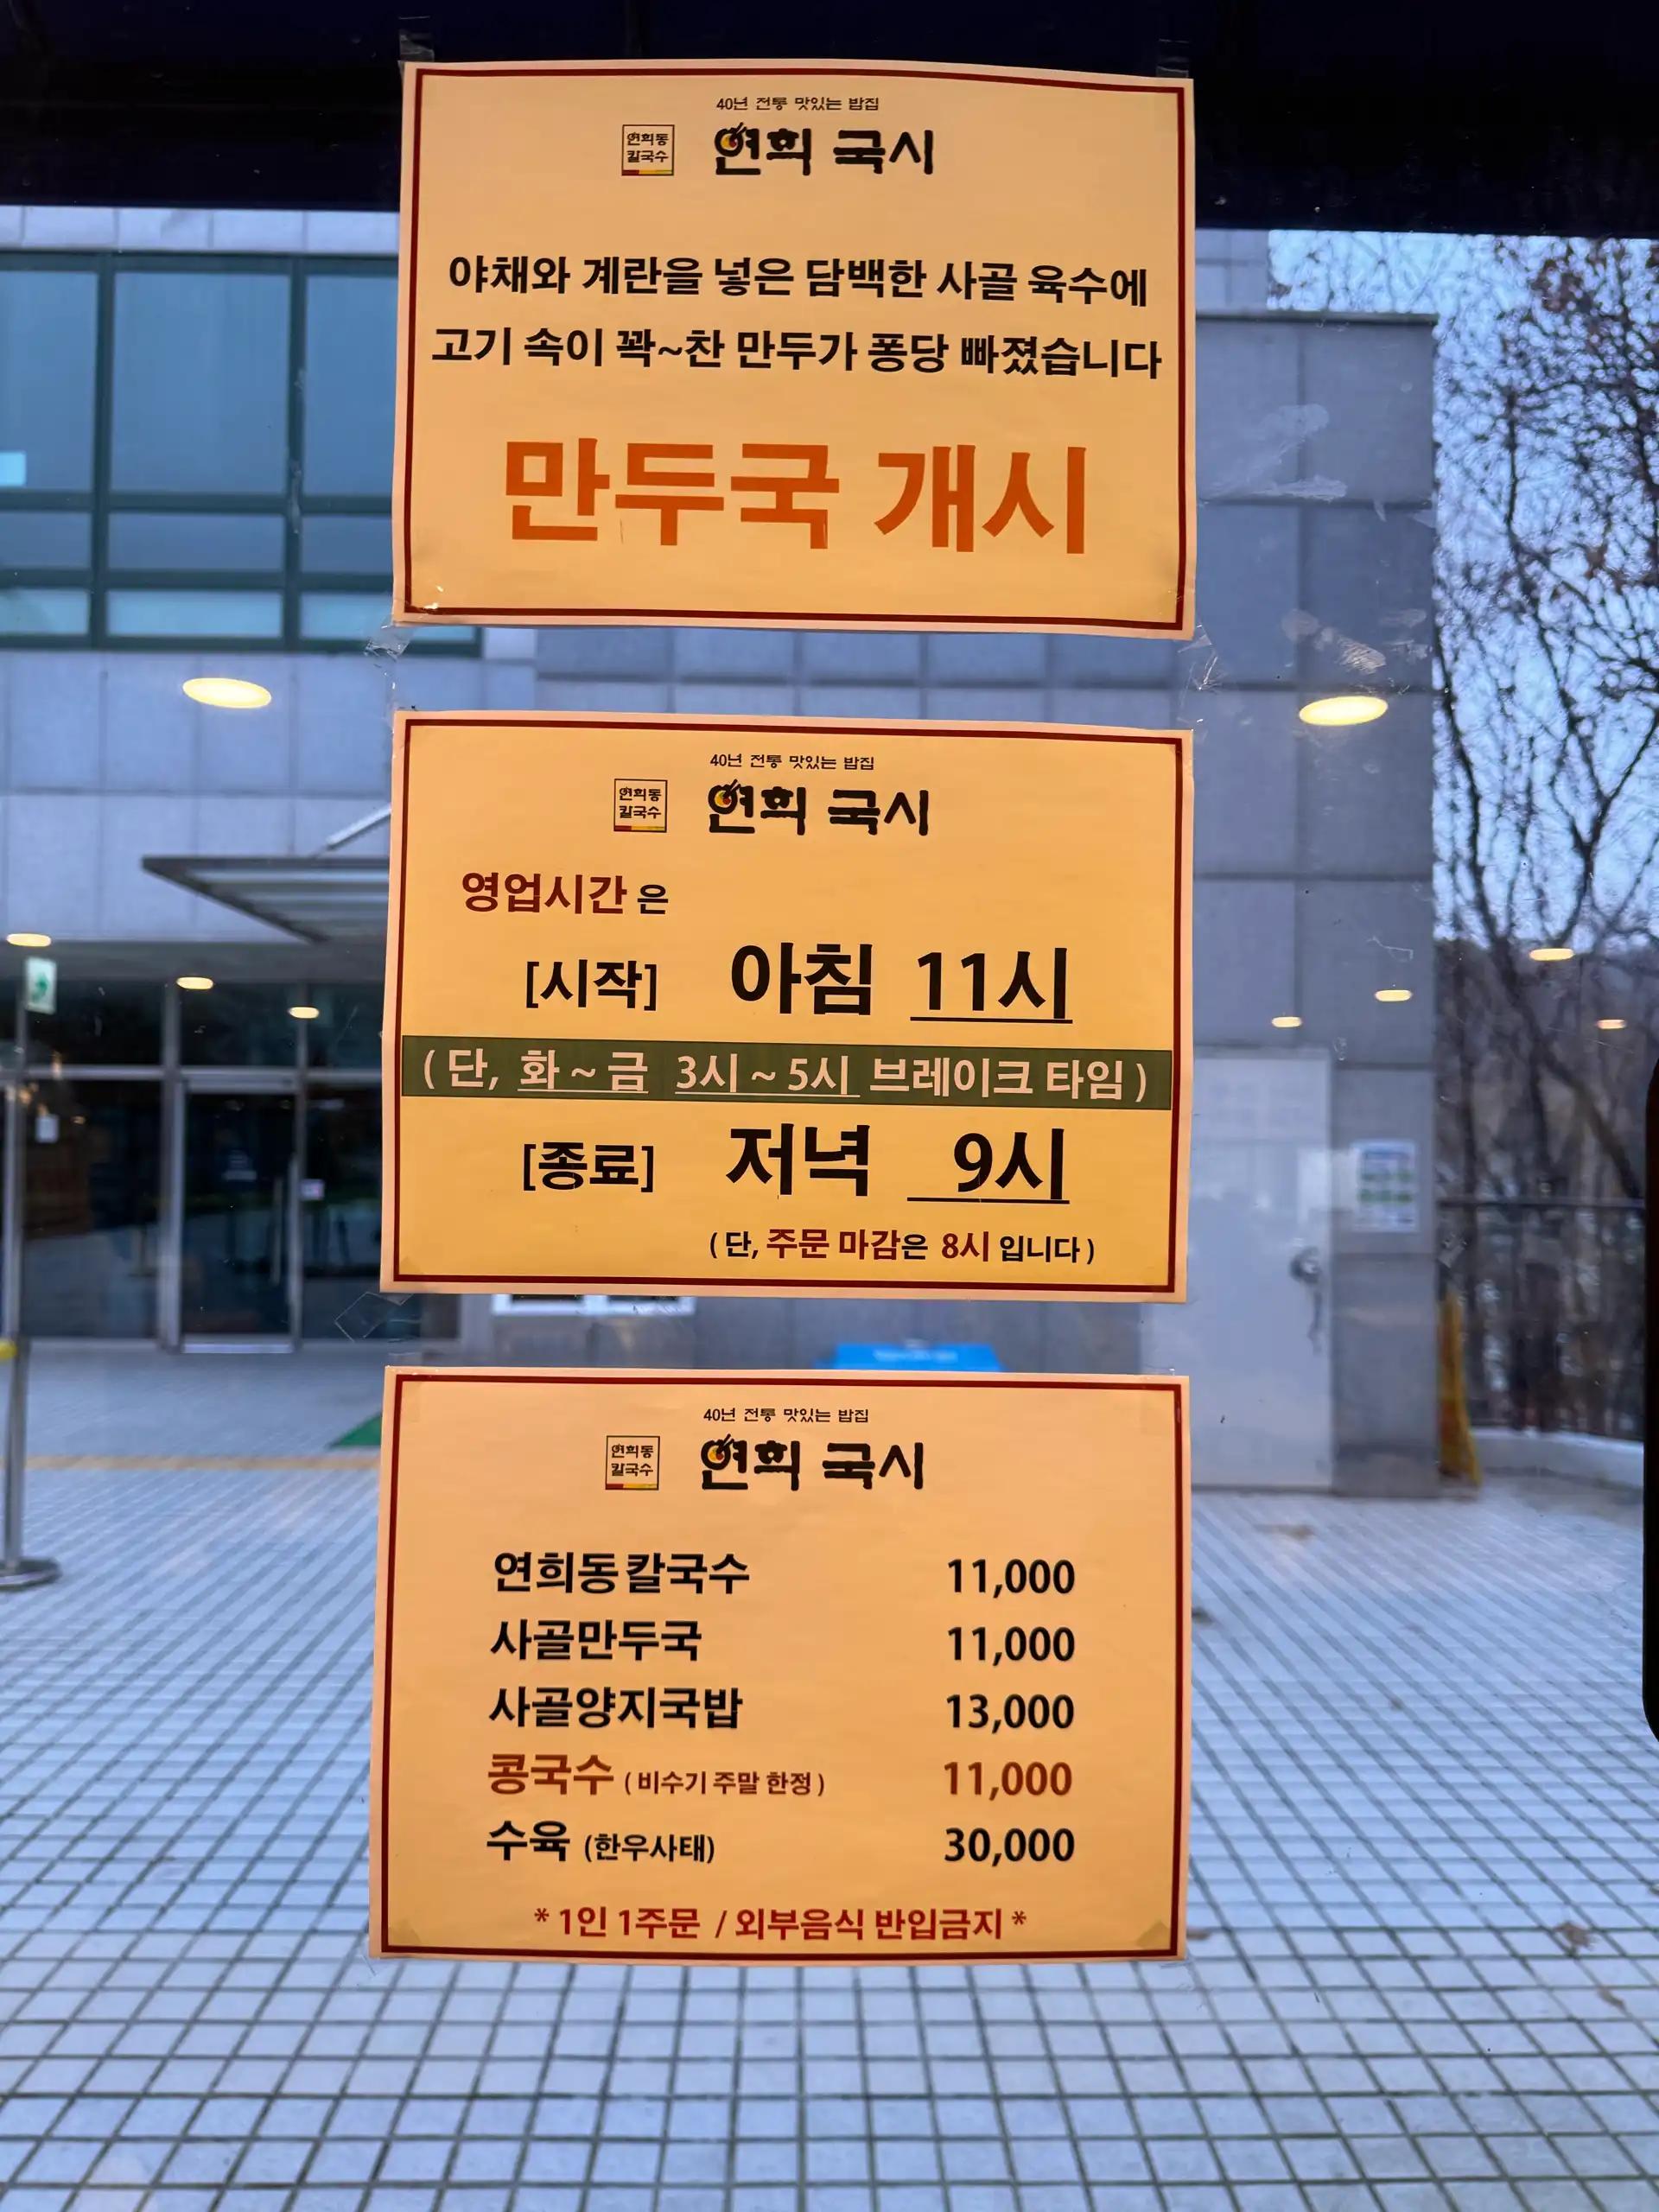 40년 전통 맛있는 밥집
연희동
칼국수
연희 국시
야채와 계란을 넣은 담백한 사골 육수에
고기 속이 꽉~찬 만두가 퐁당 빠졌습니다
만두국 개시
40년 전통 맛있는 밥집
연희동
칼국수
연희 국시
영업시간은
[시작] 아침 11시
( 단, 화 ~ 금 3시 ~ 5시 브레이크 타임 )
[종료] 저녁 9시
( 단, 주문 마감은 8시 입니다 )
40년 전통 맛있는 밥집
연희동
칼국수
연희 국시
연희동칼국수 11,000
사골만두국 11,000
사골양지국밥 13,000
콩국수 ( 비수기 주말 한정 ) 11,000
수육 (한우사태) 30,000
* 1인 1주문 / 외부음식 반입금지 *